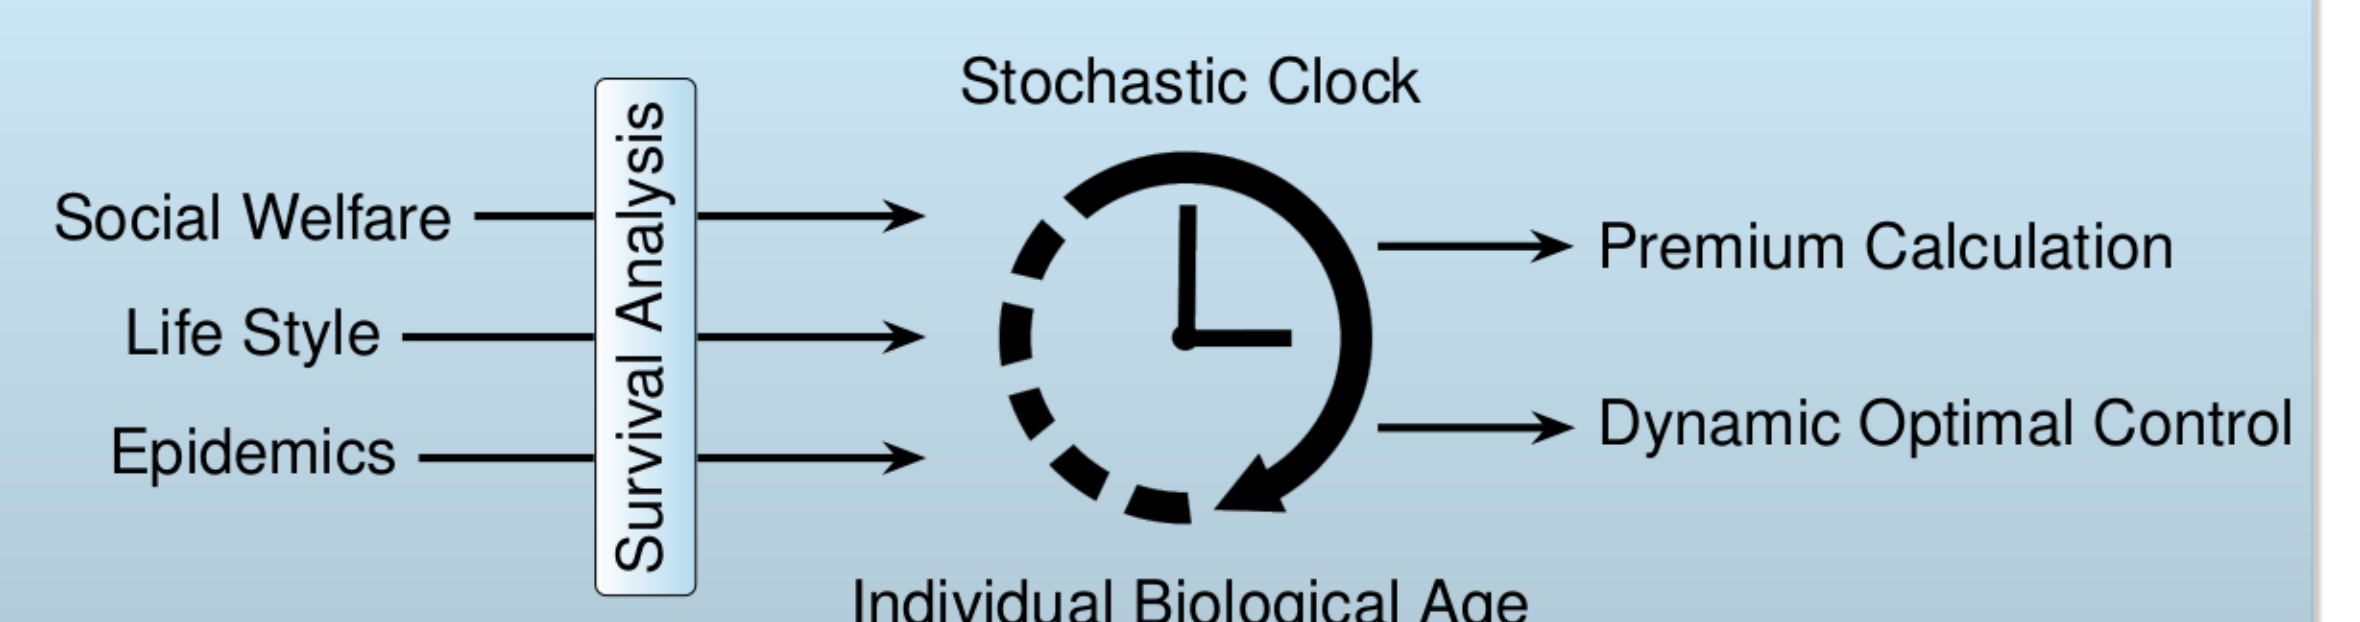 Stochastic Clock
Survival Analysis
Social Welfare
Life Style
Epidemics
Premium Calculation
Dynamic Optimal Control
Individual Biological Age